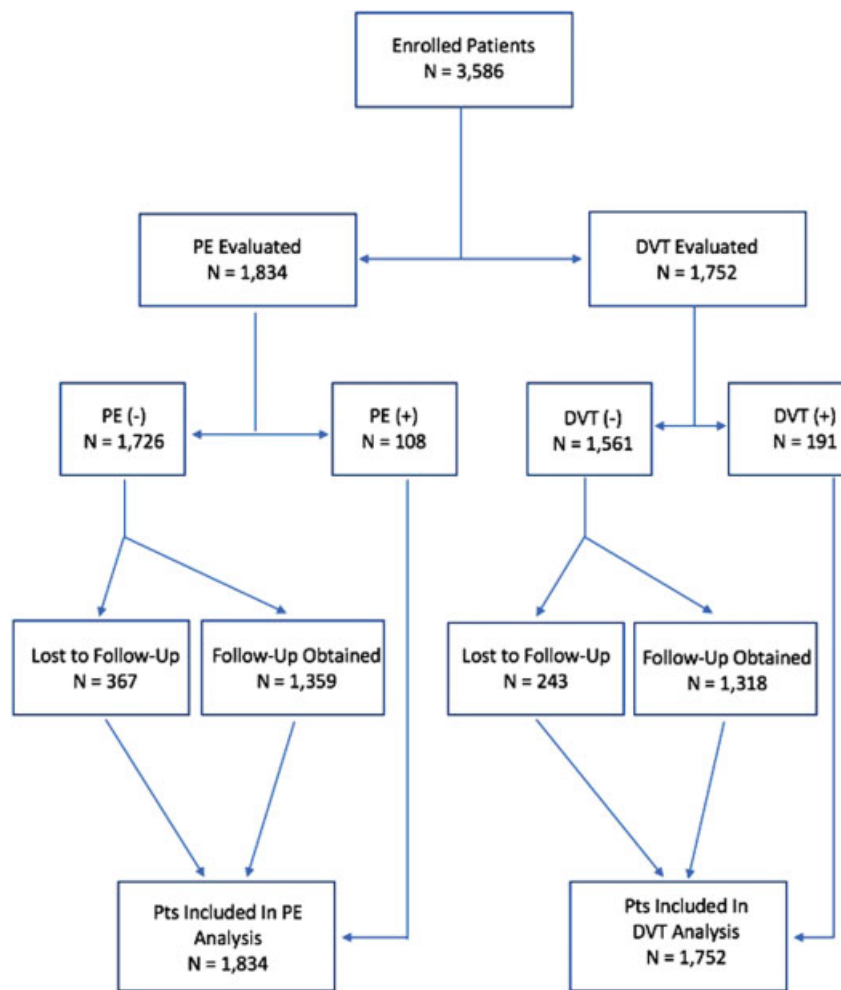 Enrolled Patients
N = 3,586
PE Evaluated
N = 1,834
DVT Evaluated
N = 1,752
PE (-)
N = 1,726
PE (+)
N = 108
DVT (-)
N = 1,561
DVT (+)
N = 191
Lost to Follow-Up
N = 367
Follow-Up Obtained
N = 1,359
Lost to Follow-Up
N = 243
Follow-Up Obtained
N = 1,318
Pts Included In PE
Analysis
N = 1,834
Pts Included In
DVT Analysis
N = 1,752